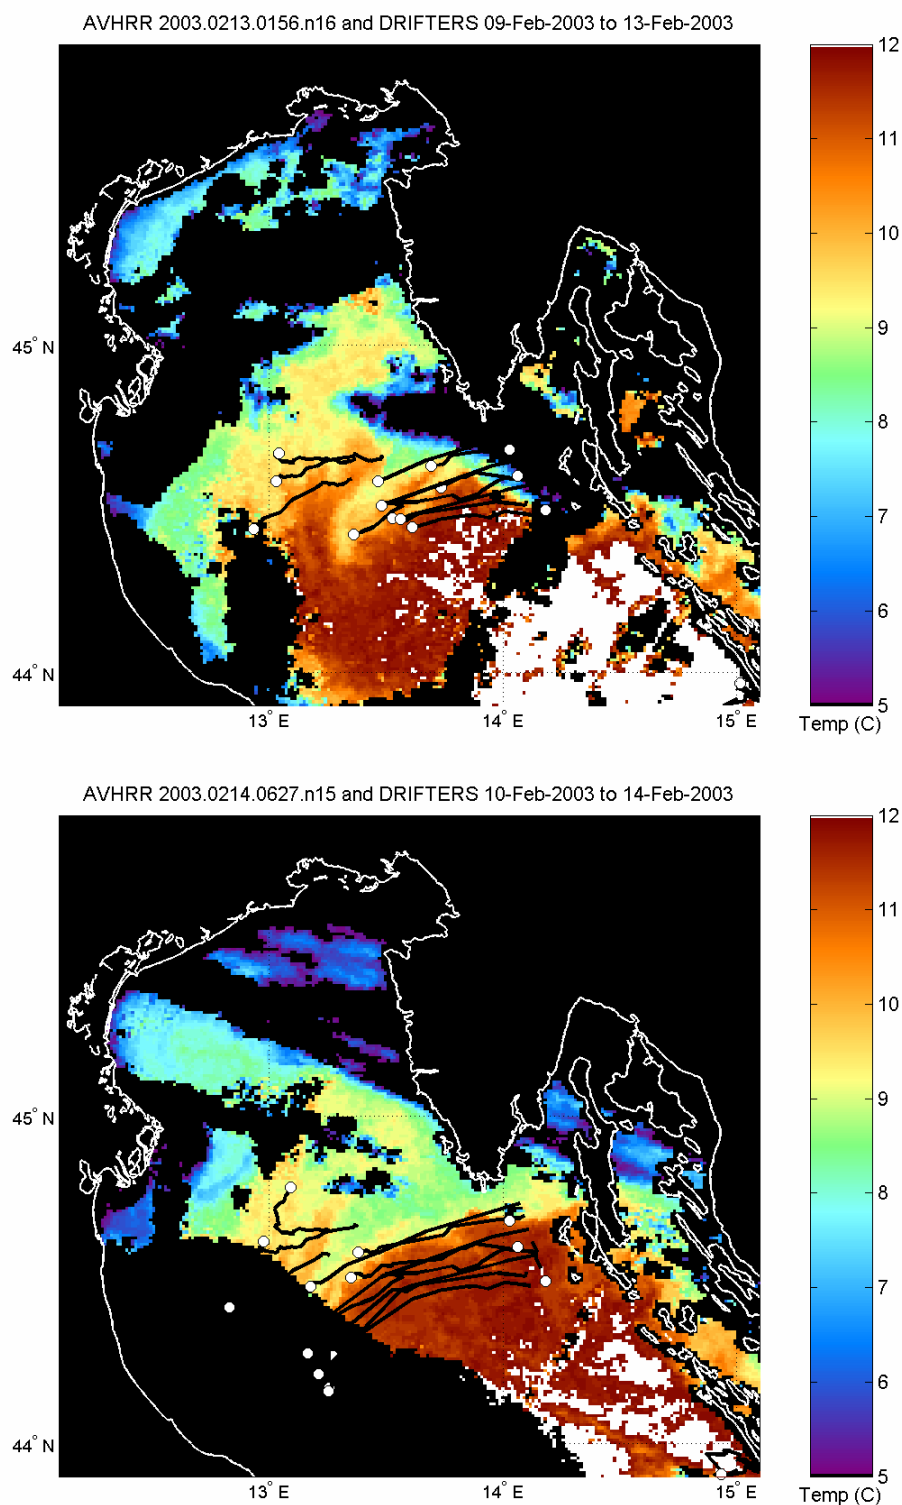 AVHRR 2003.0213.0156.n16 and DRIFTERS 09-Feb-2003 to 13-Feb-2003
12
11
10
9
8
7
6
5
Temp (C)
45° N
44° N
13° E
14° E
15° E
AVHRR 2003.0214.0627.n15 and DRIFTERS 10-Feb-2003 to 14-Feb-2003
12
11
10
9
8
7
6
5
Temp (C)
45° N
44° N
13° E
14° E
15° E